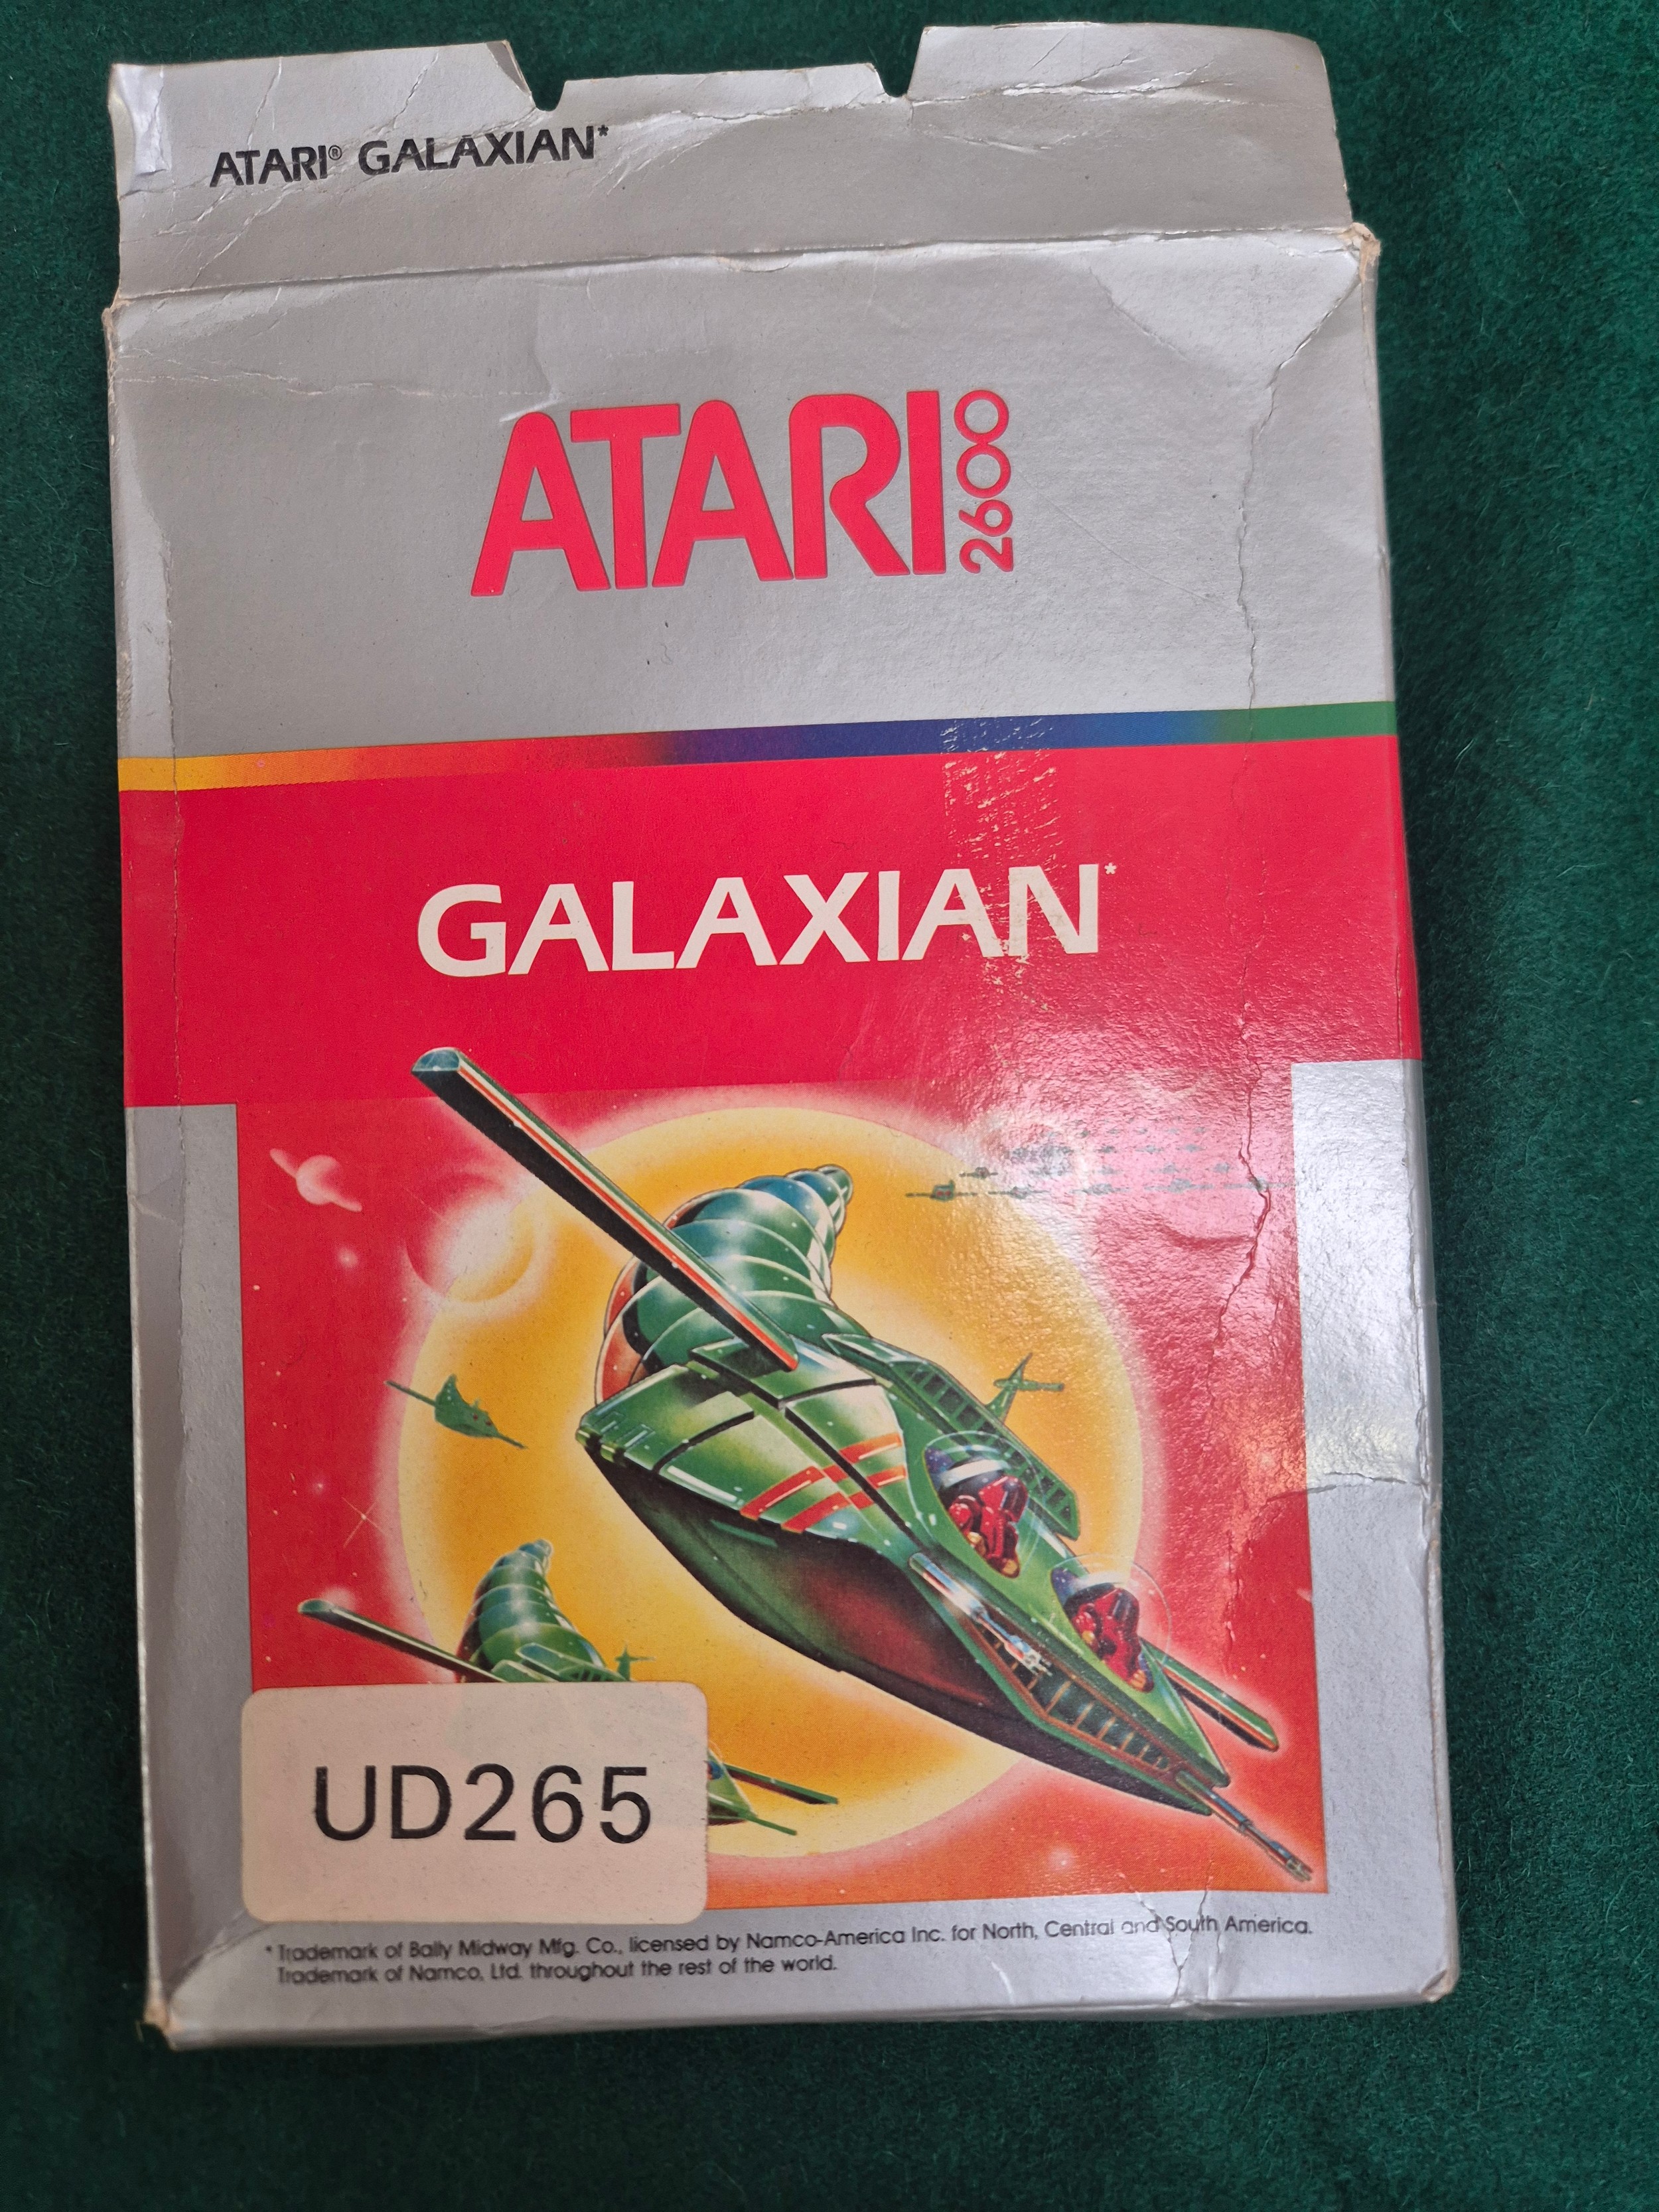 ATARI® GALAXIAN*
ATARI 2600
GALAXIAN*
UD265
* Trademark of Bally Midway Mfg. Co., licensed by Namco-America Inc. for North, Central and South America.
Trademark of Namco, Ltd. throughout the rest of the world.